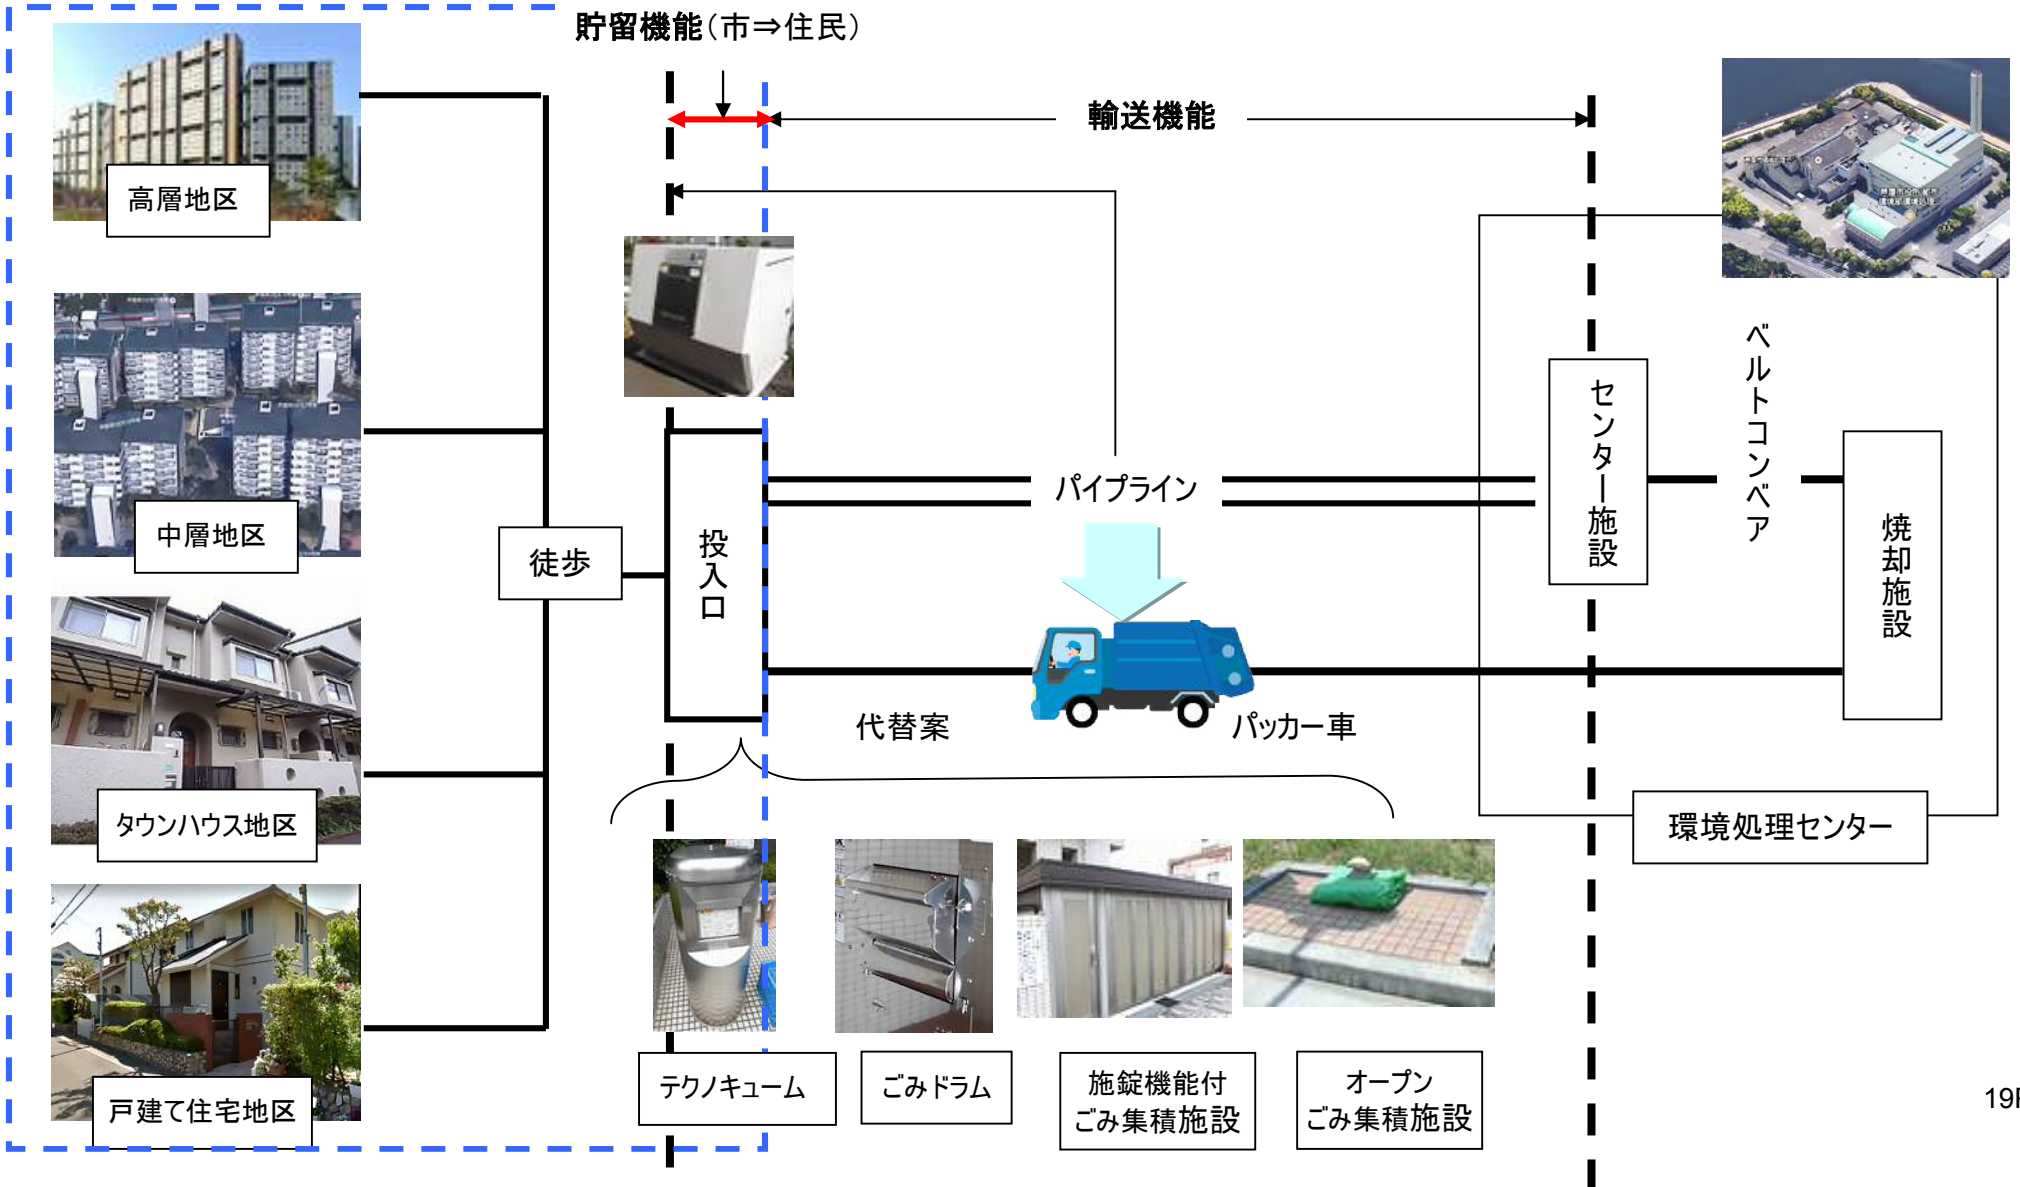 貯留機能(市⇒住民)
輸送機能
高層地区
中層地区
タウンハウス地区
戸建て住宅地区
徒歩
投入口
パイプライン
センター施設
ベルトコンベア
焼却施設
代替案
パッカー車
環境処理センター
テクノキューム
ごみドラム
施錠機能付
ごみ集積施設
オープン
ごみ集積施設
19